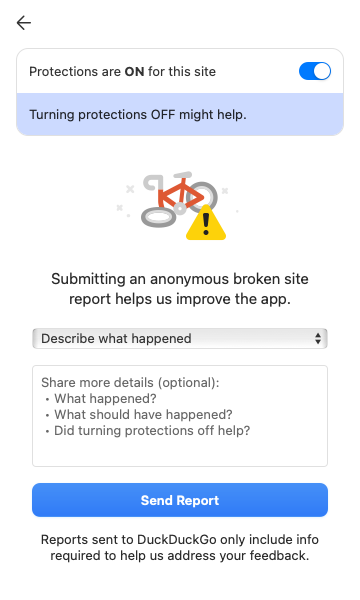 Protections are ON for this site
Turning protections OFF might help.
Submitting an anonymous broken site
report helps us improve the app.
Describe what happened
Share more details (optional):
• What happened?
• What should have happened?
• Did turning protections off help?
Send Report
Reports sent to DuckDuckGo only include info
required to help us address your feedback.